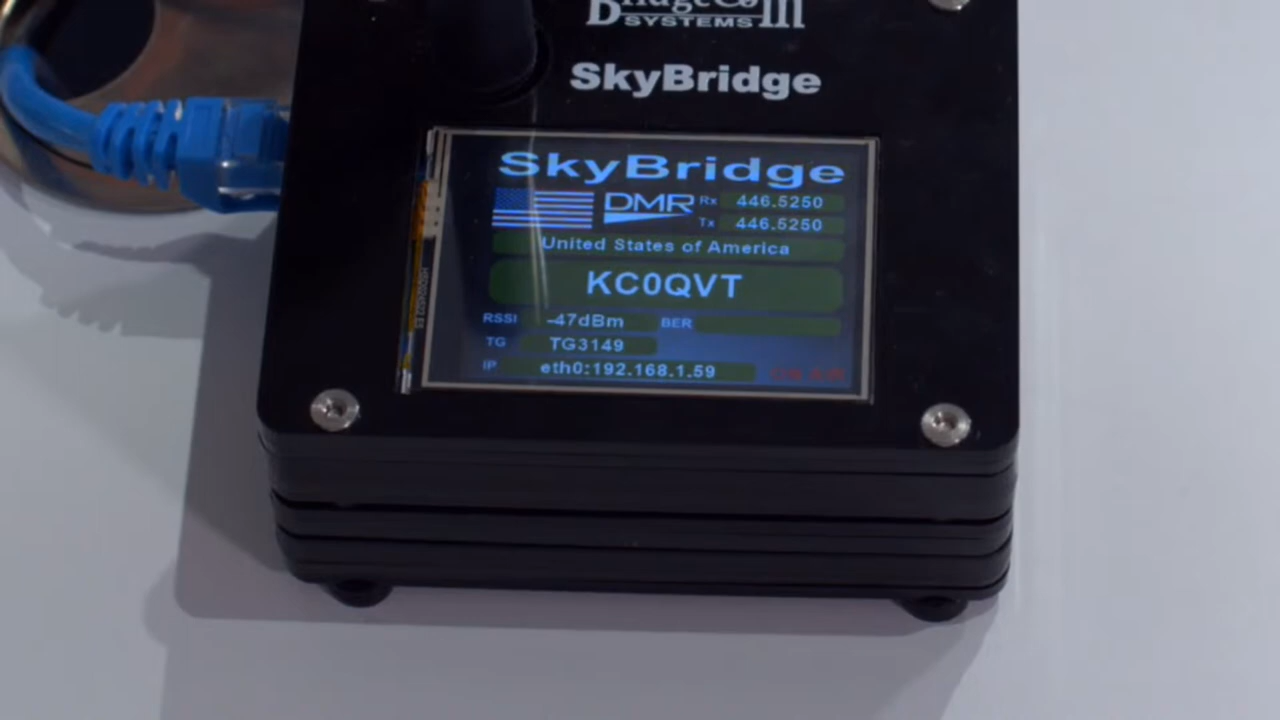 BridgeCom
SYSTEMS
SkyBridge
SkyBridge
DMR Rx 446.5250
Tx 446.5250
United States of America
KC0QVT
RSSI -47dBm BER
TG TG3149
IP eth0:192.168.1.59